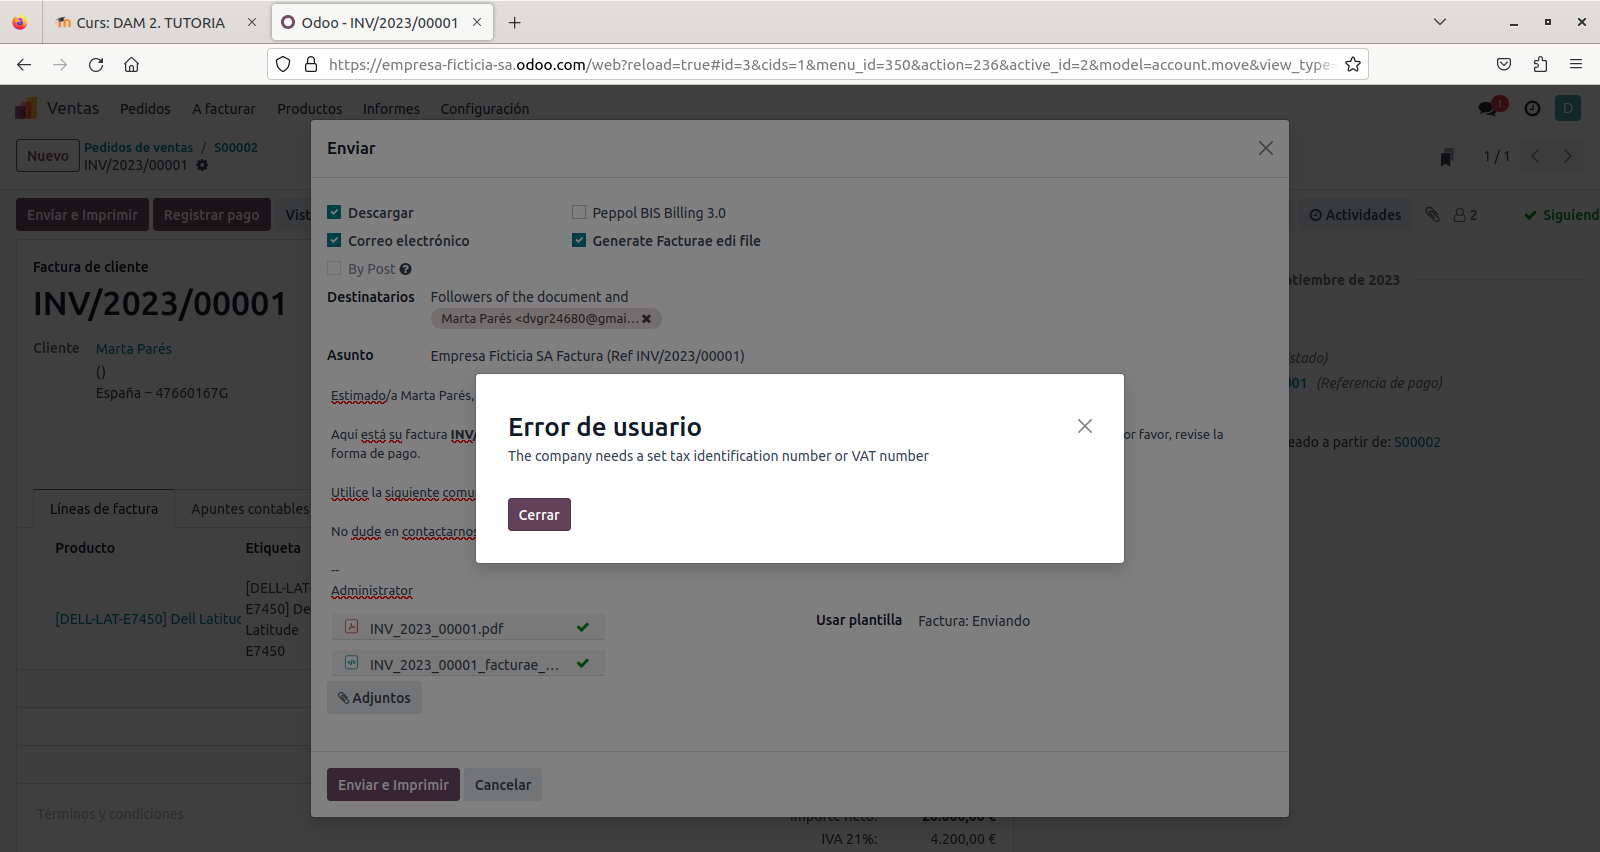 Curs: DAM 2. TUTORIA
Odoo - INV/2023/00001
https://empresa-ficticia-sa.odoo.com/web?reload=true#id=3&cids=1&menu_id=350&action=236&active_id=2&model=account.move&view_type=
Ventas
Pedidos
A facturar
Productos
Informes
Configuración
1
D
Nuevo
Pedidos de ventas / S00002
INV/2023/00001
1 / 1
Enviar e Imprimir
Registrar pago
Vist
Actividades
2
Siguiend
Factura de cliente
INV/2023/00001
Cliente
Marta Parés
()
España – 47660167G
Líneas de factura
Apuntes contables
Producto
Etiqueta
[DELL-LAT-E7450] Dell Latitud
[DELL-LAT-
E7450] De
Latitude
E7450
Términos y condiciones
Enviar
Descargar
Peppol BIS Billing 3.0
Correo electrónico
Generate Facturae edi file
By Post
Destinatarios
Followers of the document and
Marta Parés <dvgr24680@gmai...
Asunto
Empresa Ficticia SA Factura (Ref INV/2023/00001)
Estimado/a Marta Parés,
Aquí está su factura INV/
or favor, revise la
forma de pago.
Utilice la siguiente comu
No dude en contactarnos
--
Administrator
INV_2023_00001.pdf
INV_2023_00001_facturae_...
Adjuntos
Usar plantilla
Factura: Enviando
Enviar e Imprimir
Cancelar
Error de usuario
The company needs a set tax identification number or VAT number
Cerrar
ptiembre de 2023
stado)
001 (Referencia de pago)
eado a partir de: S00002
Importe neto:
20.000,00 €
IVA 21%:
4.200,00 €